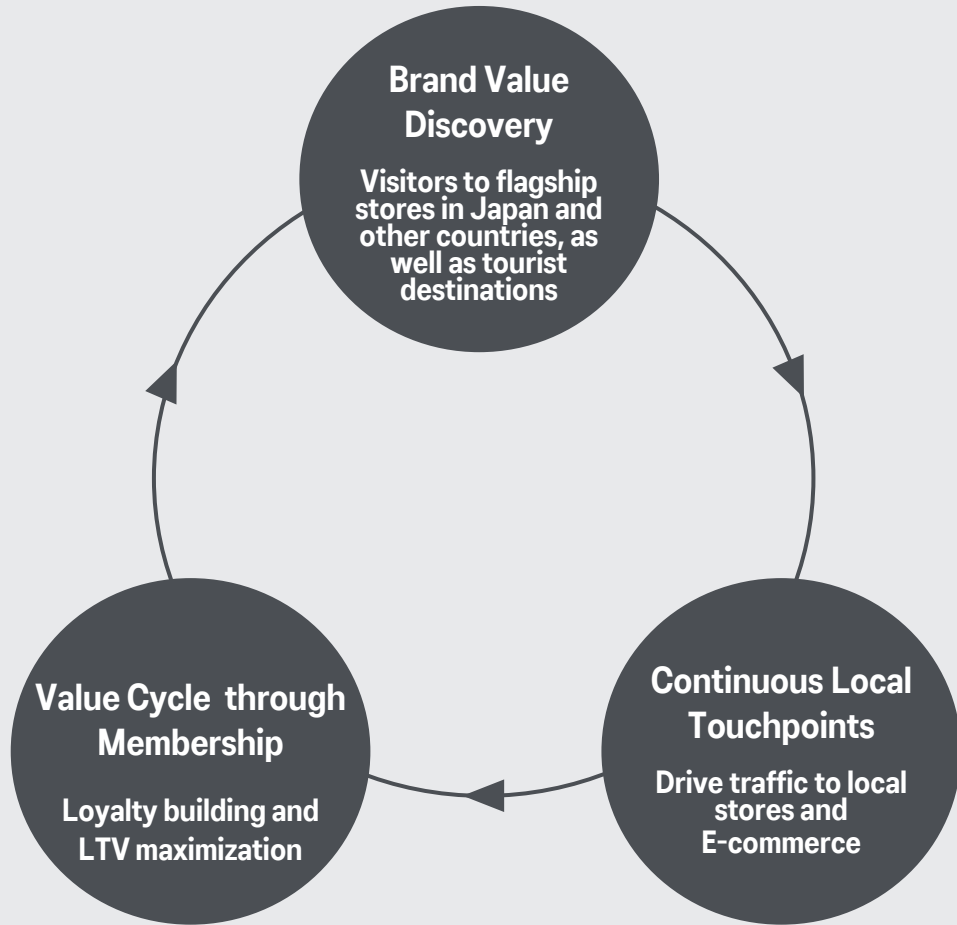 Brand Value
Discovery
Visitors to flagship
stores in Japan and
other countries, as
well as tourist
destinations
Continuous Local
Touchpoints
Drive traffic to local
stores and
E-commerce
Value Cycle through
Membership
Loyalty building and
LTV maximization